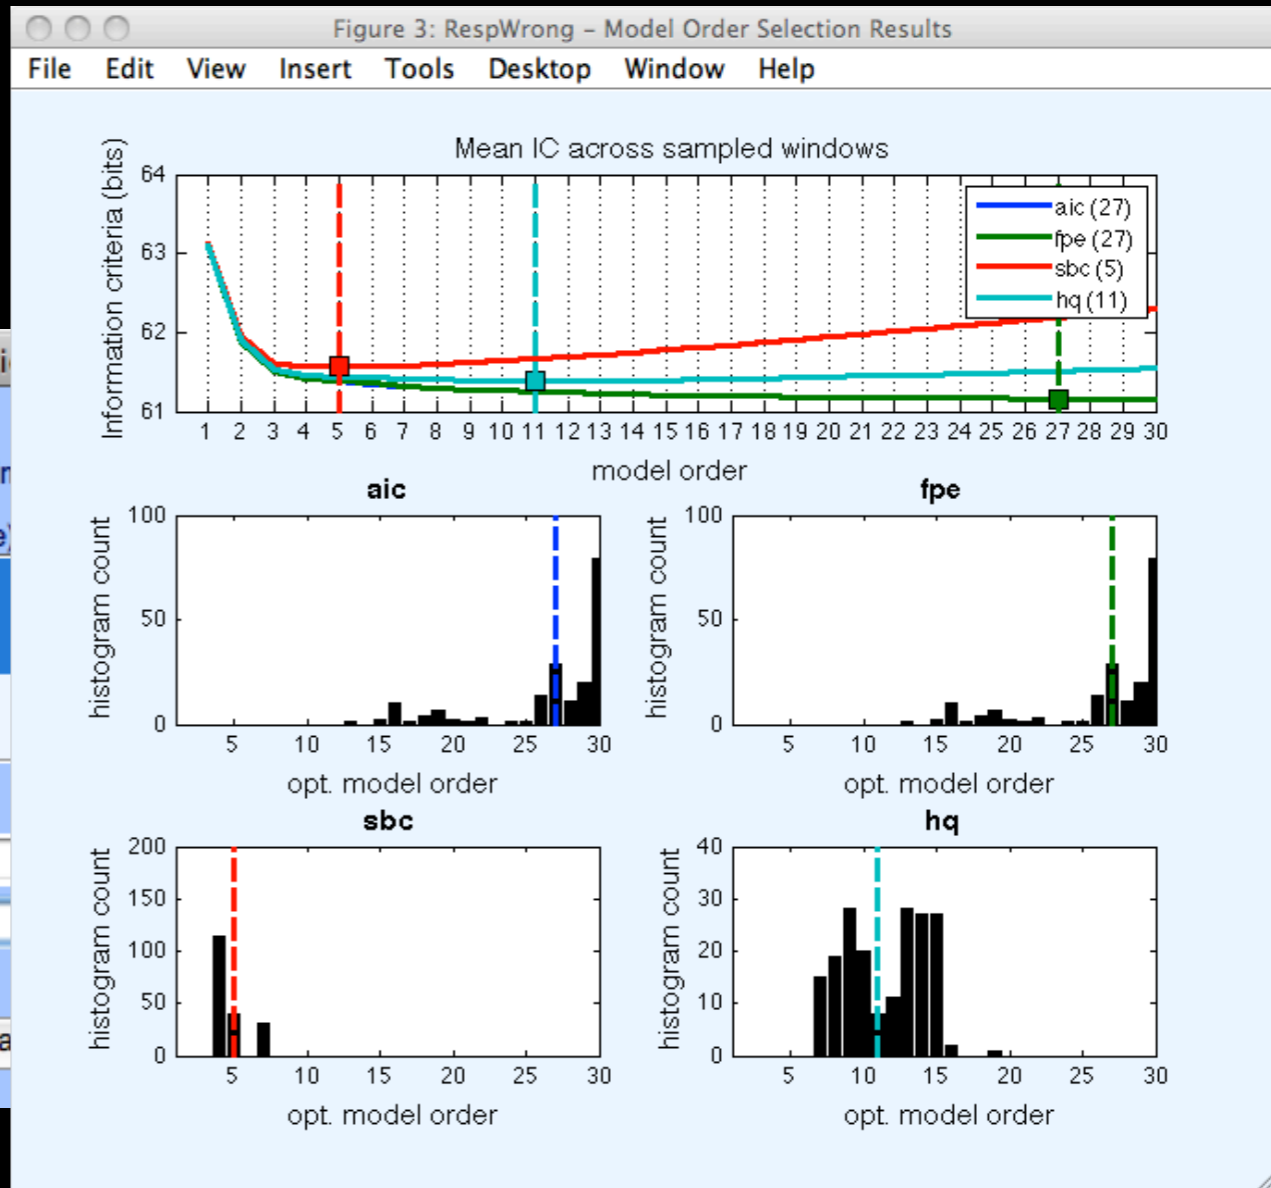 Figure 3: RespWrong – Model Order Selection Results
File Edit View Insert Tools Desktop Window Help
Mean IC across sampled windows
Information criteria (bits)
64
63
62
61
aic (27)
fpe (27)
sbc (5)
hq (11)
1 2 3 4 5 6 7 8 9 10 11 12 13 14 15 16 17 18 19 20 21 22 23 24 25 26 27 28 29 30
model order
aic
histogram count
100
50
0
5 10 15 20 25 30
opt. model order
fpe
histogram count
100
50
0
5 10 15 20 25 30
opt. model order
sbc
histogram count
200
150
100
50
0
5 10 15 20 25 30
opt. model order
hq
histogram count
40
30
20
10
0
5 10 15 20 25 30
opt. model order